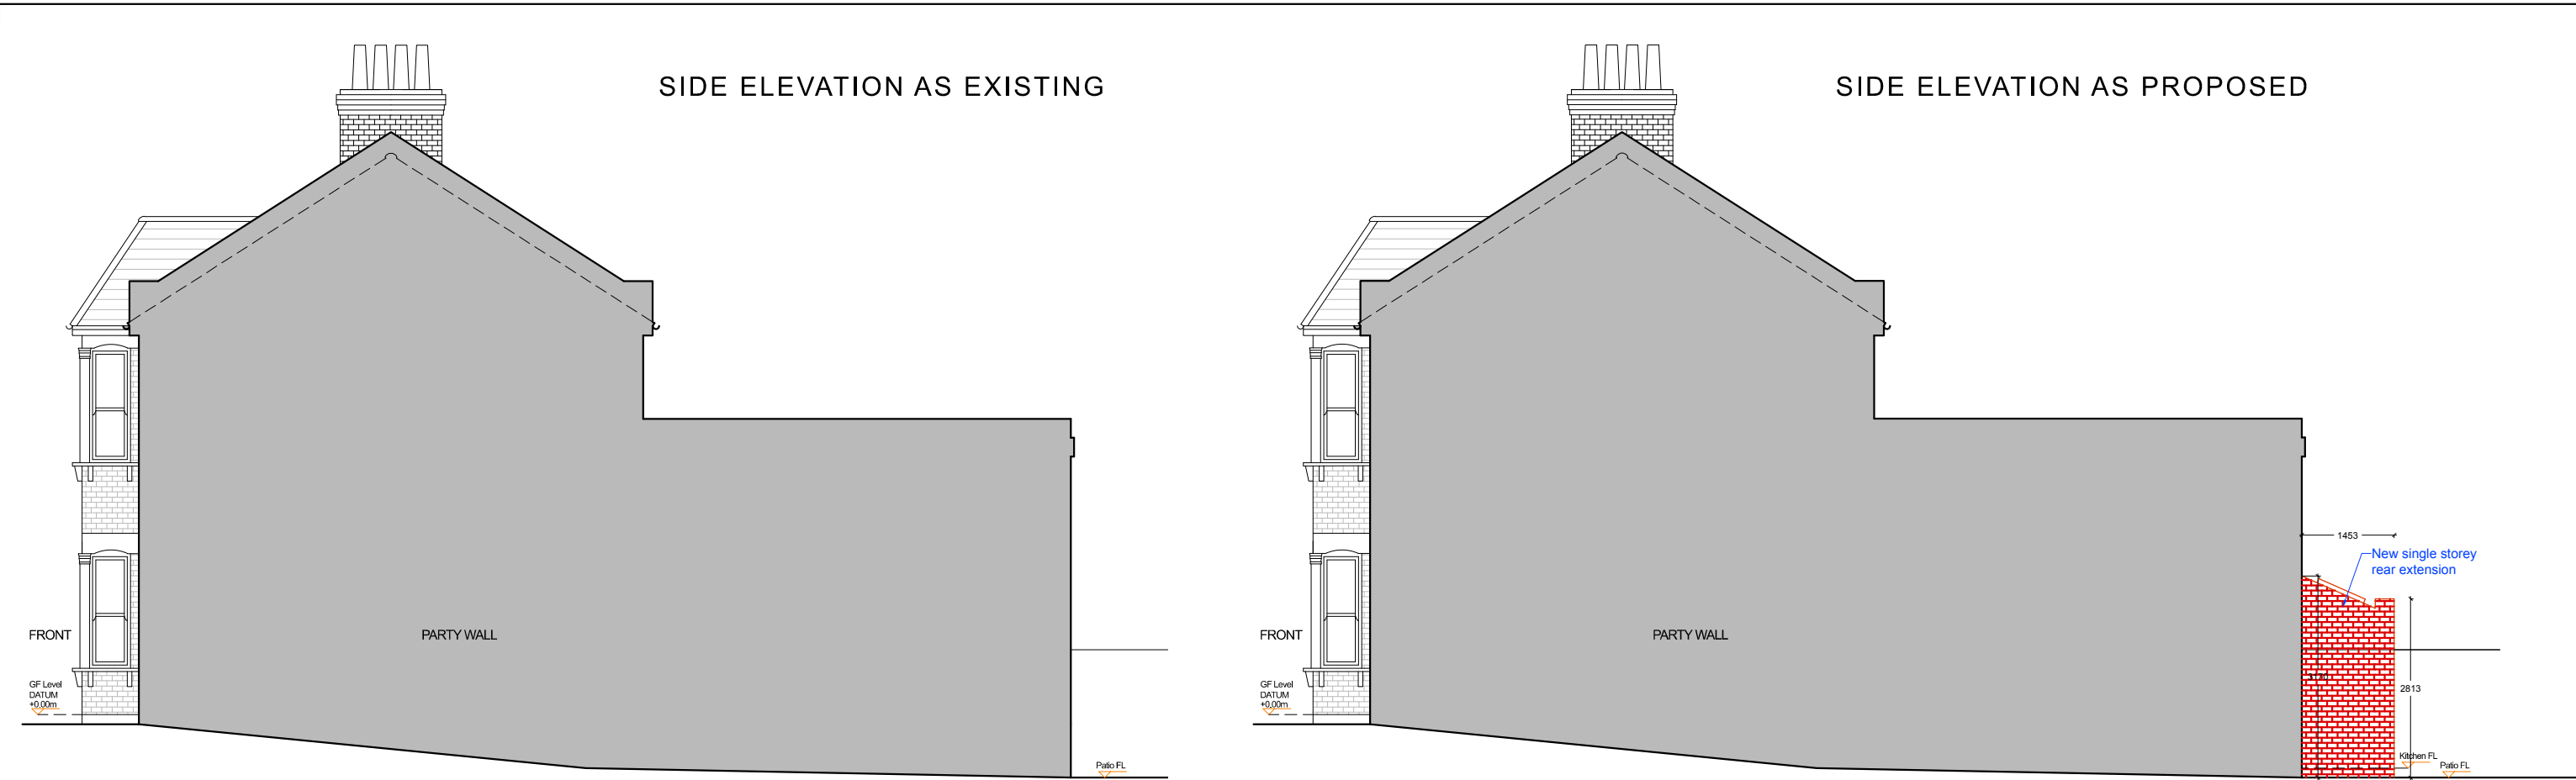 SIDE ELEVATION AS EXISTING
FRONT
PARTY WALL
GF Level
DATUM
+0.00m
Patio FL
SIDE ELEVATION AS PROPOSED
1453
New single storey
rear extension
FRONT
PARTY WALL
GF Level
DATUM
+0.00m
2813
Kitchen FL
Patio FL